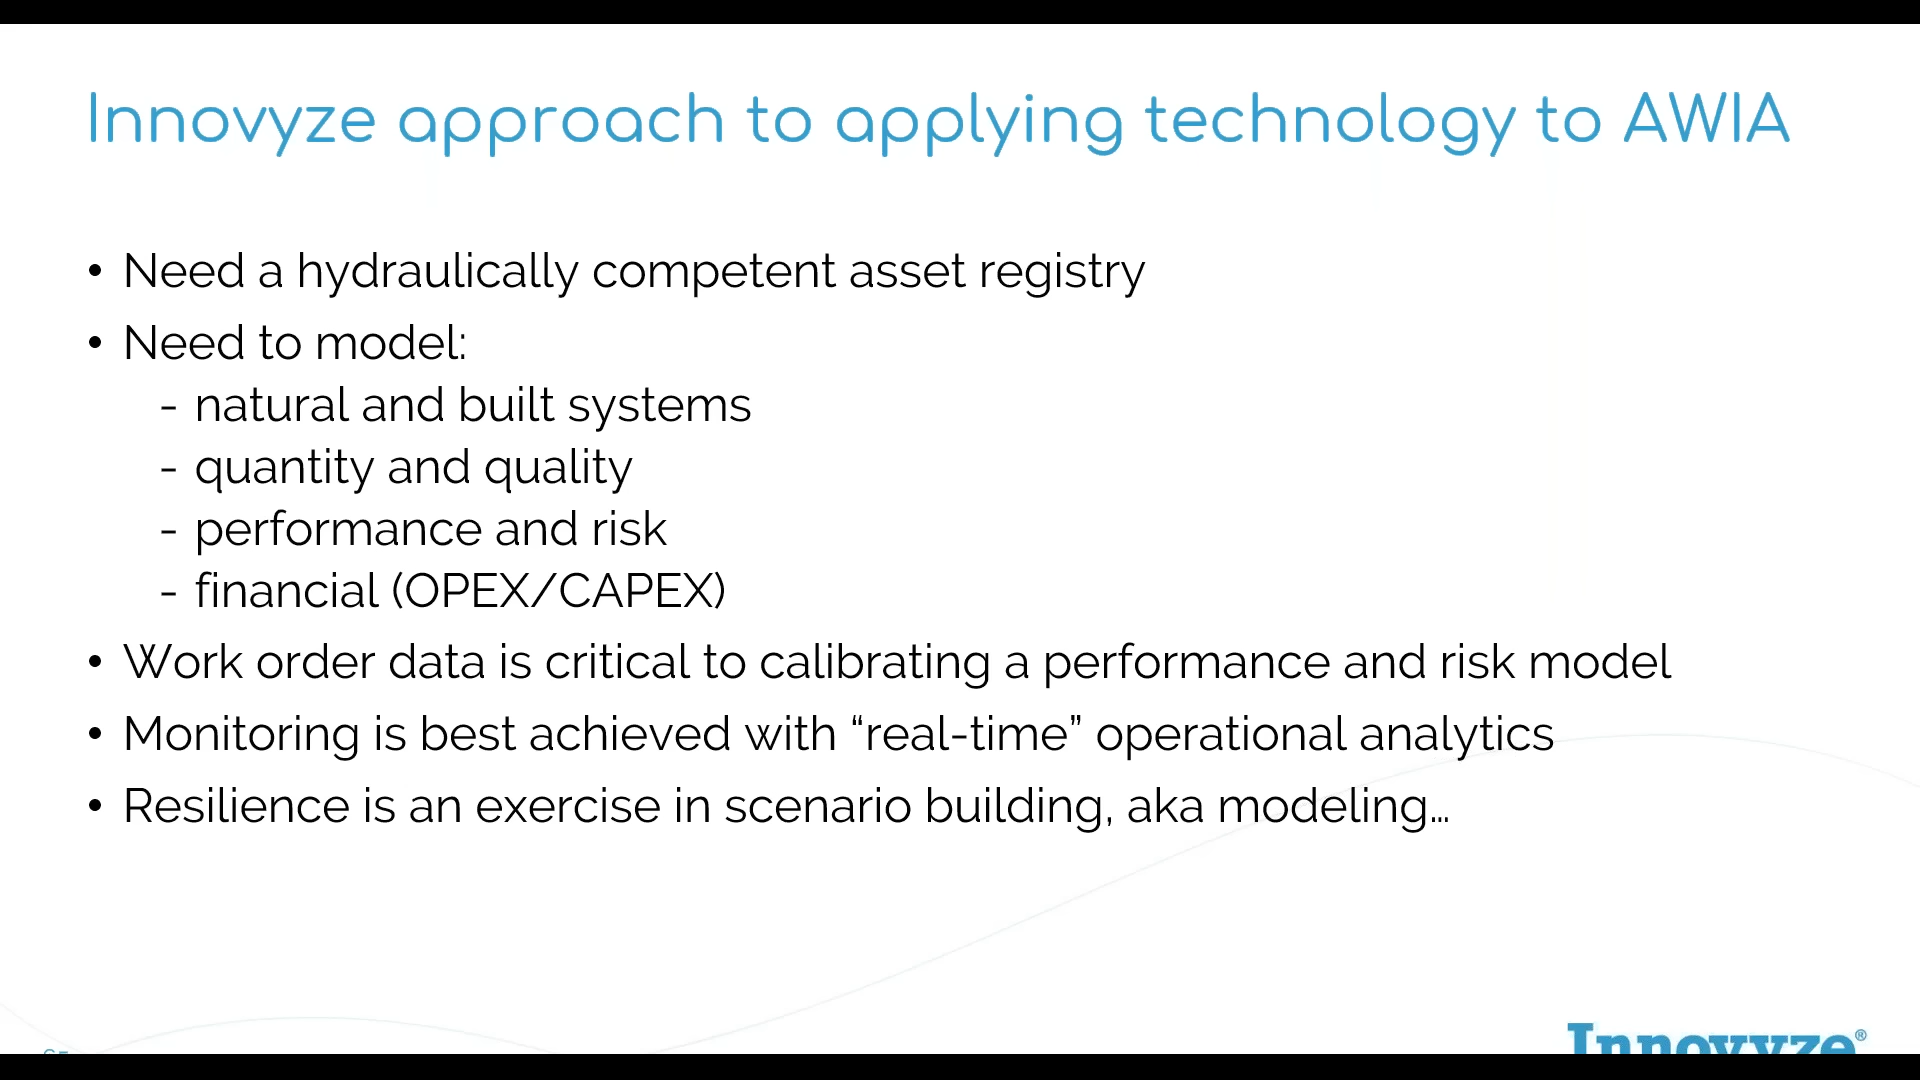 Innovyze approach to applying technology to AWIA
• Need a hydraulically competent asset registry
• Need to model:
- natural and built systems
- quantity and quality
- performance and risk
- financial (OPEX/CAPEX)
• Work order data is critical to calibrating a performance and risk model
• Monitoring is best achieved with “real-time” operational analytics
• Resilience is an exercise in scenario building, aka modeling…
Innovyze®